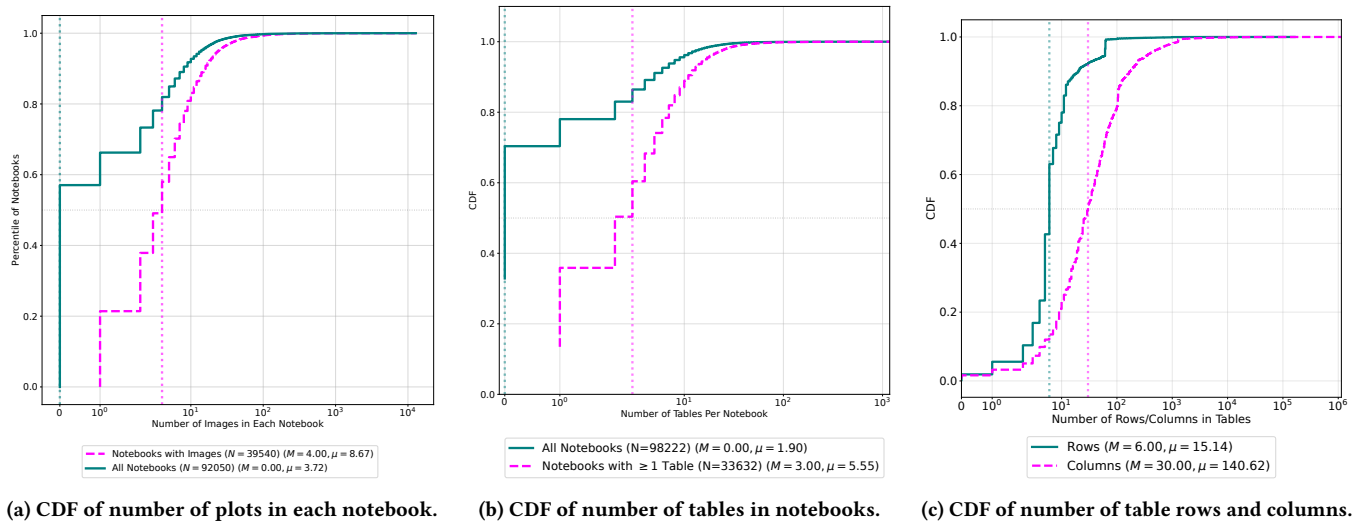 1.0
0.8
0.6
0.4
0.2
0.0
Percentile of Notebooks
0
10⁰
10¹
10²
10³
10⁴
Number of Images in Each Notebook
Notebooks with Images (N = 39540) (M = 4.00, μ = 8.67)
All Notebooks (N = 92050) (M = 0.00, μ = 3.72)
(a) CDF of number of plots in each notebook.
1.0
0.8
0.6
0.4
0.2
0.0
CDF
0
10⁰
10¹
10²
10³
Number of Tables Per Notebook
All Notebooks (N=98222) (M = 0.00, μ = 1.90)
Notebooks with ≥ 1 Table (N=33632) (M = 3.00, μ = 5.55)
(b) CDF of number of tables in notebooks.
1.0
0.8
0.6
0.4
0.2
0.0
CDF
0
10⁰
10¹
10²
10³
10⁴
10⁵
10⁶
Number of Rows/Columns in Tables
Rows (M = 6.00, μ = 15.14)
Columns (M = 30.00, μ = 140.62)
(c) CDF of number of table rows and columns.